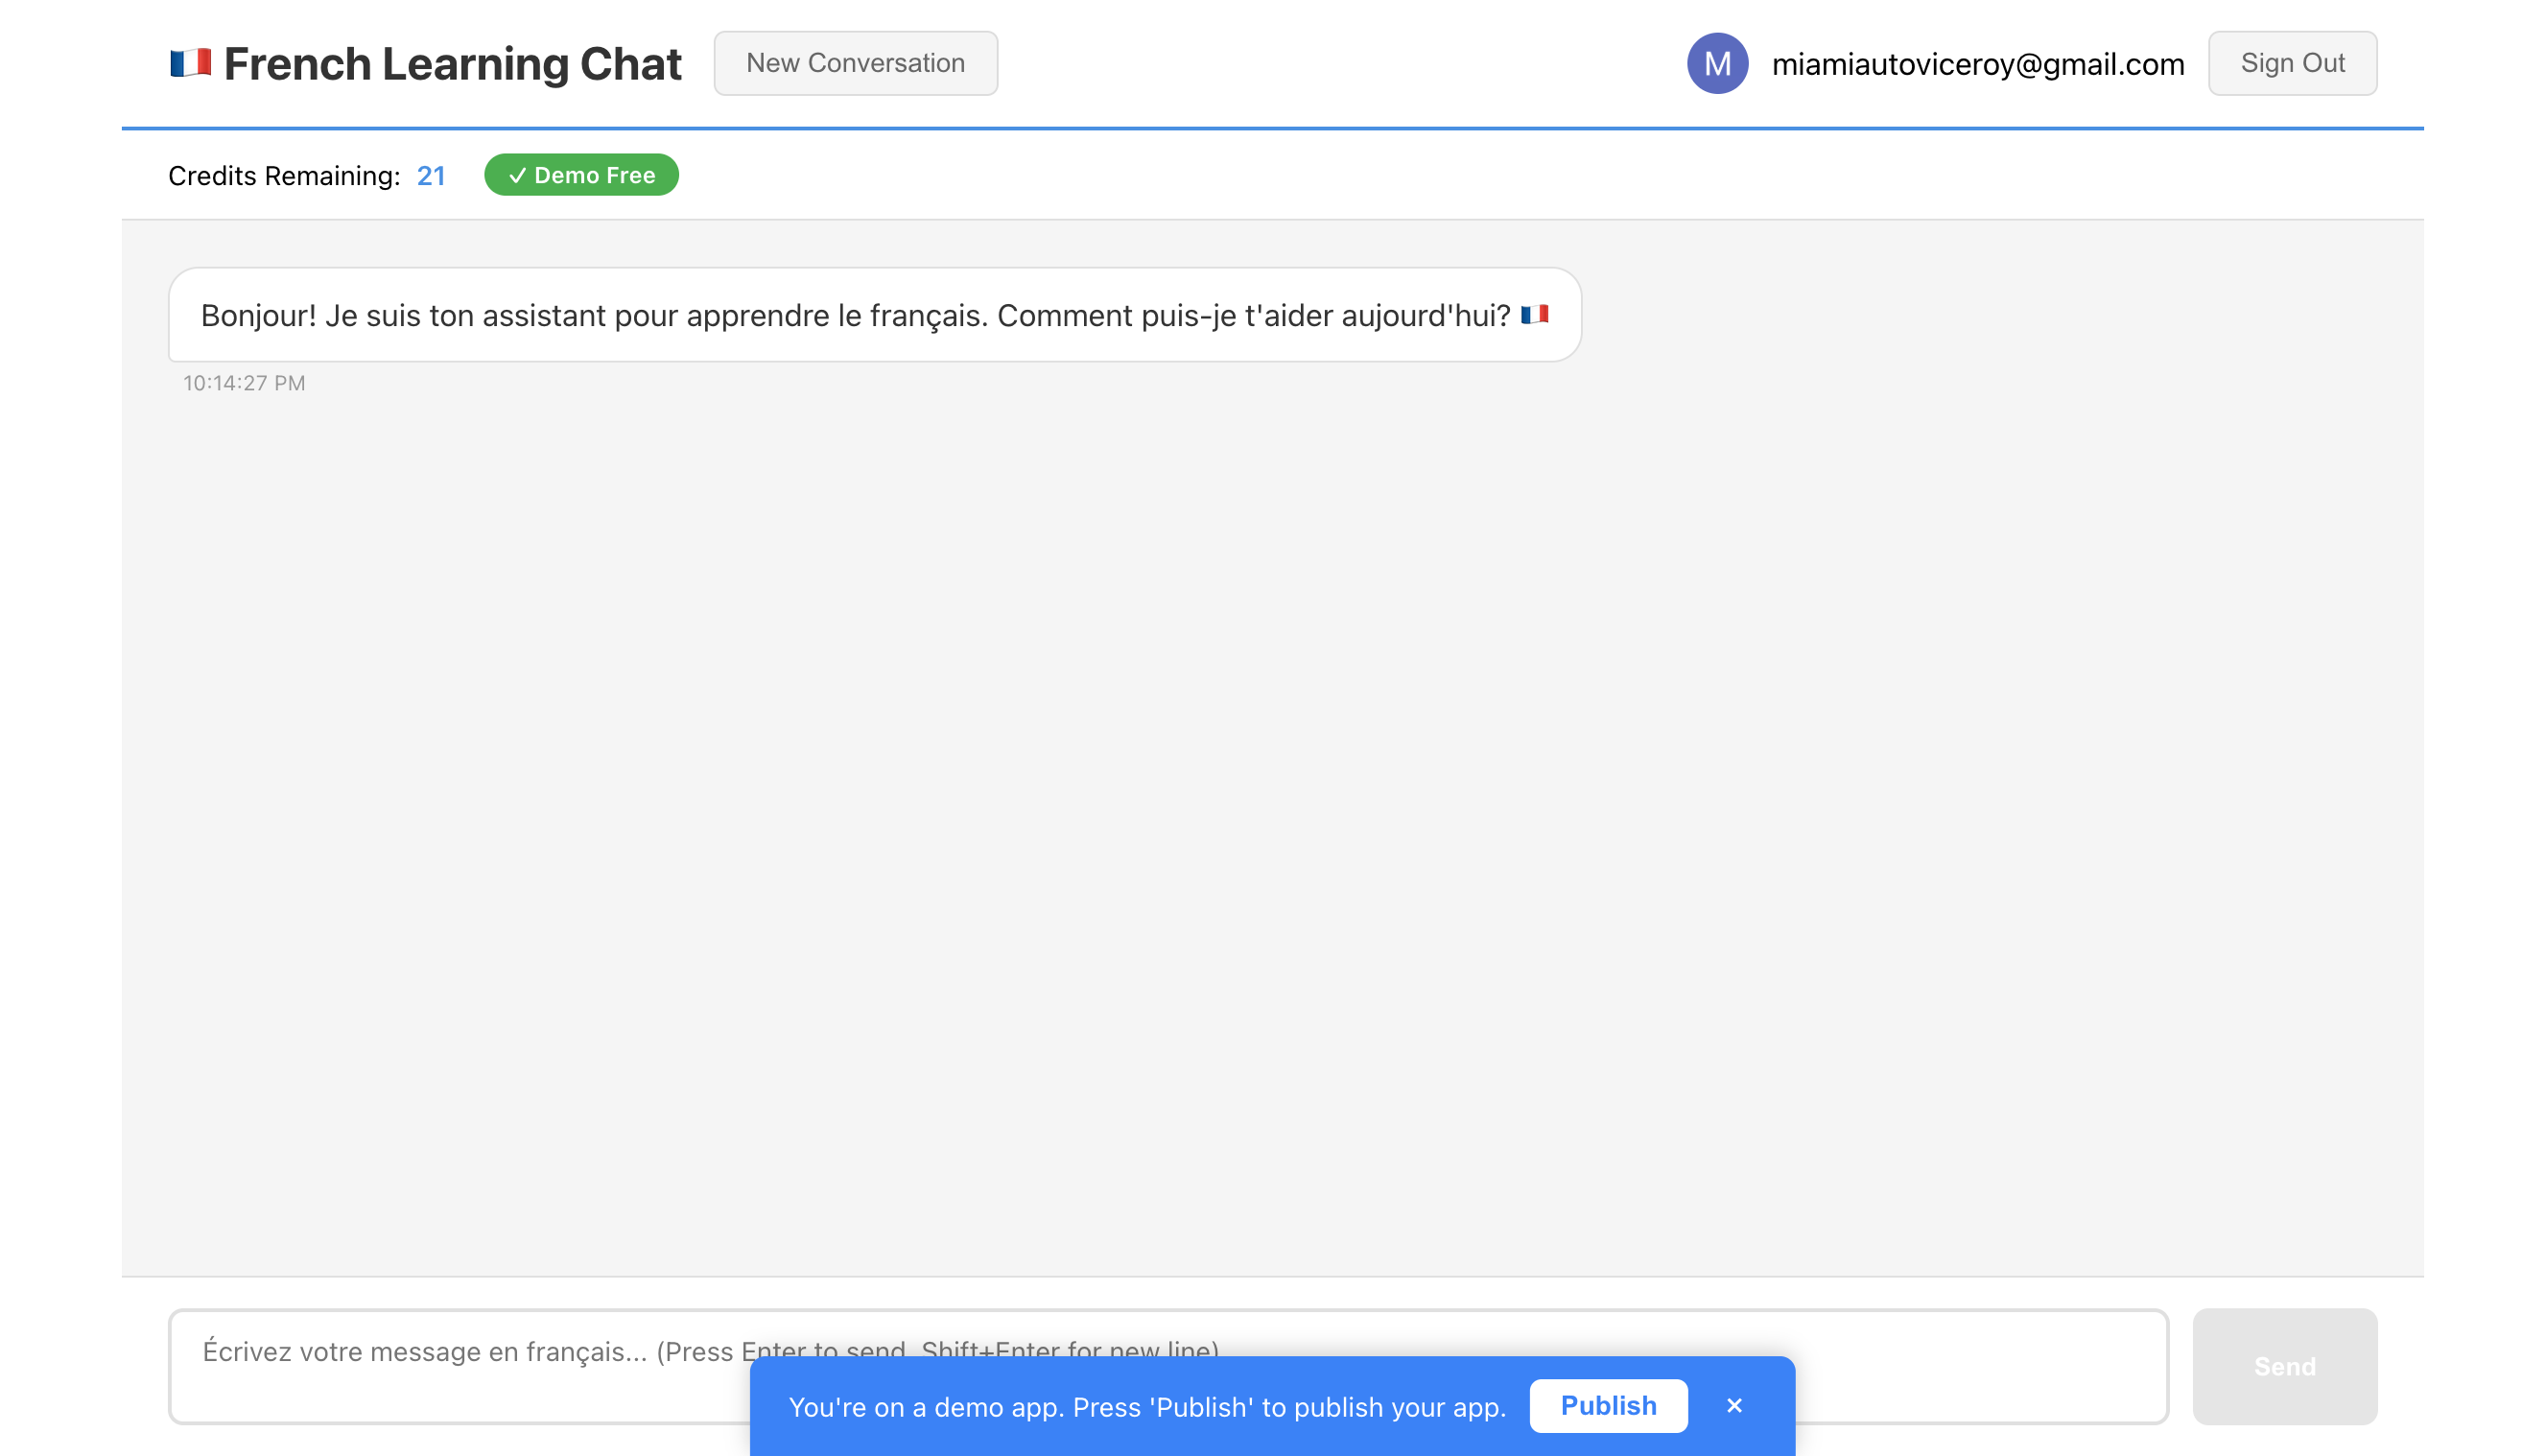 🇫🇷 French Learning Chat
New Conversation
M
miamiautoviceroy@gmail.com
Sign Out
Credits Remaining: 21
✓ Demo Free
Bonjour! Je suis ton assistant pour apprendre le français. Comment puis-je t'aider aujourd'hui? 🇫🇷
10:14:27 PM
Écrivez votre message en français... (Press Enter to send, Shift+Enter for new line)
Send
You're on a demo app. Press 'Publish' to publish your app.
Publish
×